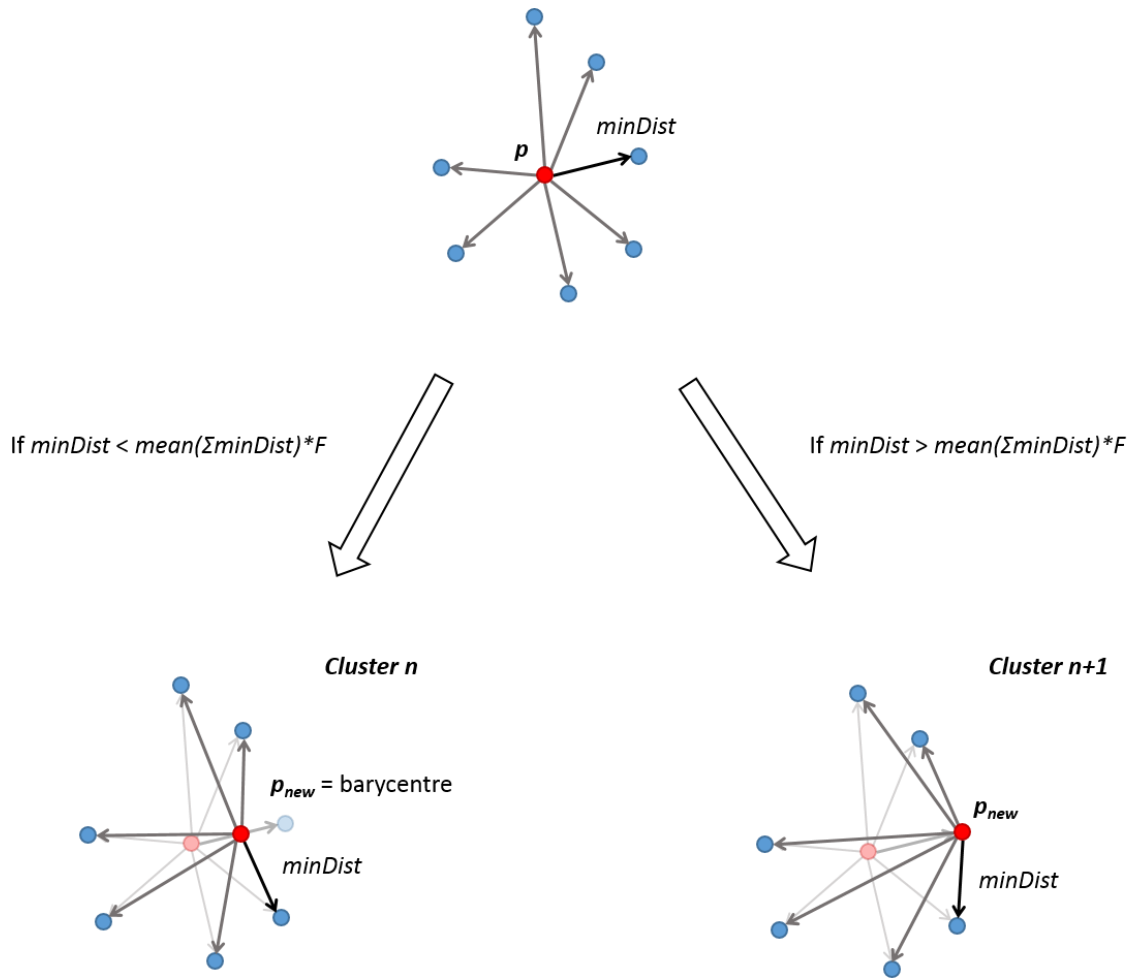 minDist
p
If minDist < mean(ΣminDist)*F
If minDist > mean(ΣminDist)*F
Cluster n
Cluster n+1
pnew = barycentre
minDist
pnew
minDist